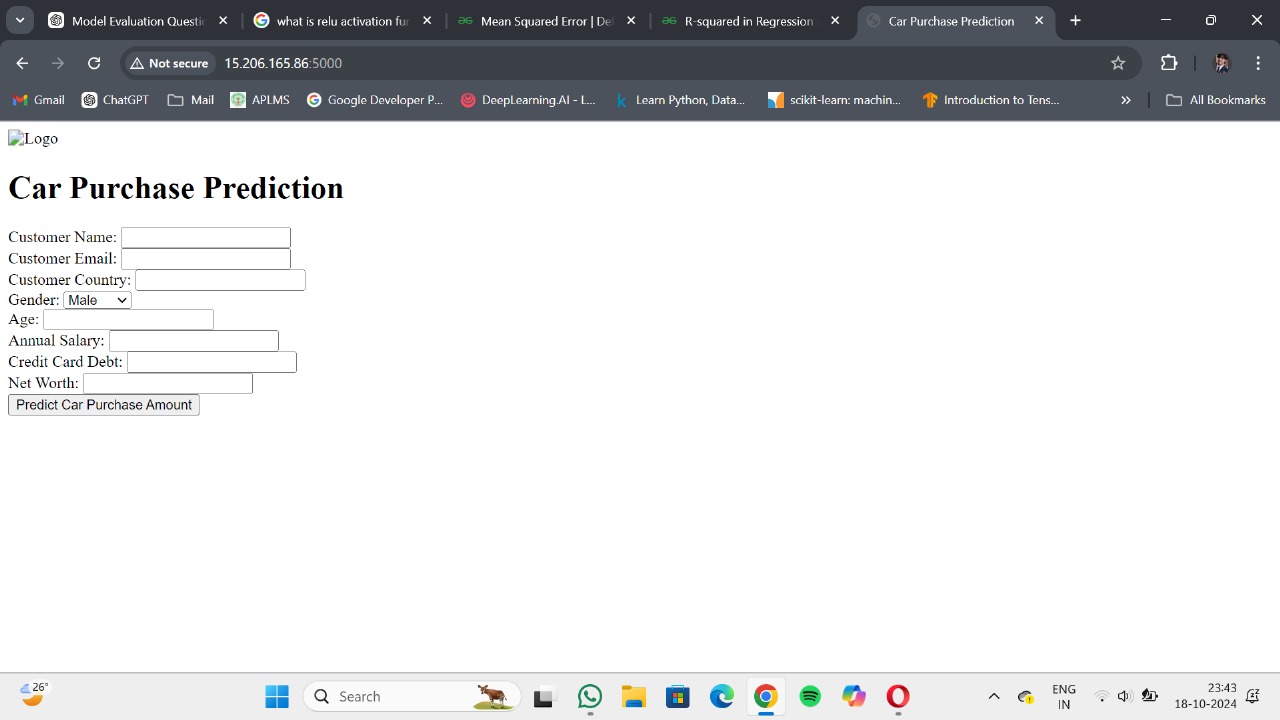 Model Evaluation Questic
what is relu activation fur
Mean Squared Error | De
R-squared in Regression
Car Purchase Prediction
Not secure
15.206.165.86:5000
Gmail
ChatGPT
Mail
APLMS
Google Developer P...
DeepLearning.AI - L...
Learn Python, Data...
scikit-learn: machin...
Introduction to Tens...
»
All Bookmarks
Logo
Car Purchase Prediction
Customer Name:
Customer Email:
Customer Country:
Gender: Male
Age:
Annual Salary:
Credit Card Debt:
Net Worth:
Predict Car Purchase Amount
26°
Search
ENG
IN
23:43
18-10-2024